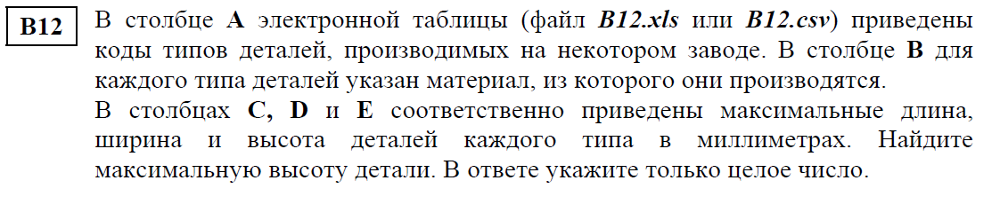 B12
В столбце A электронной таблицы (файл B12.xls или B12.csv) приведены
коды типов деталей, производимых на некотором заводе. В столбце B для
каждого типа деталей указан материал, из которого они производятся.
В столбцах C, D и E соответственно приведены максимальные длина,
ширина и высота деталей каждого типа в миллиметрах. Найдите
максимальную высоту детали. В ответе укажите только целое число.